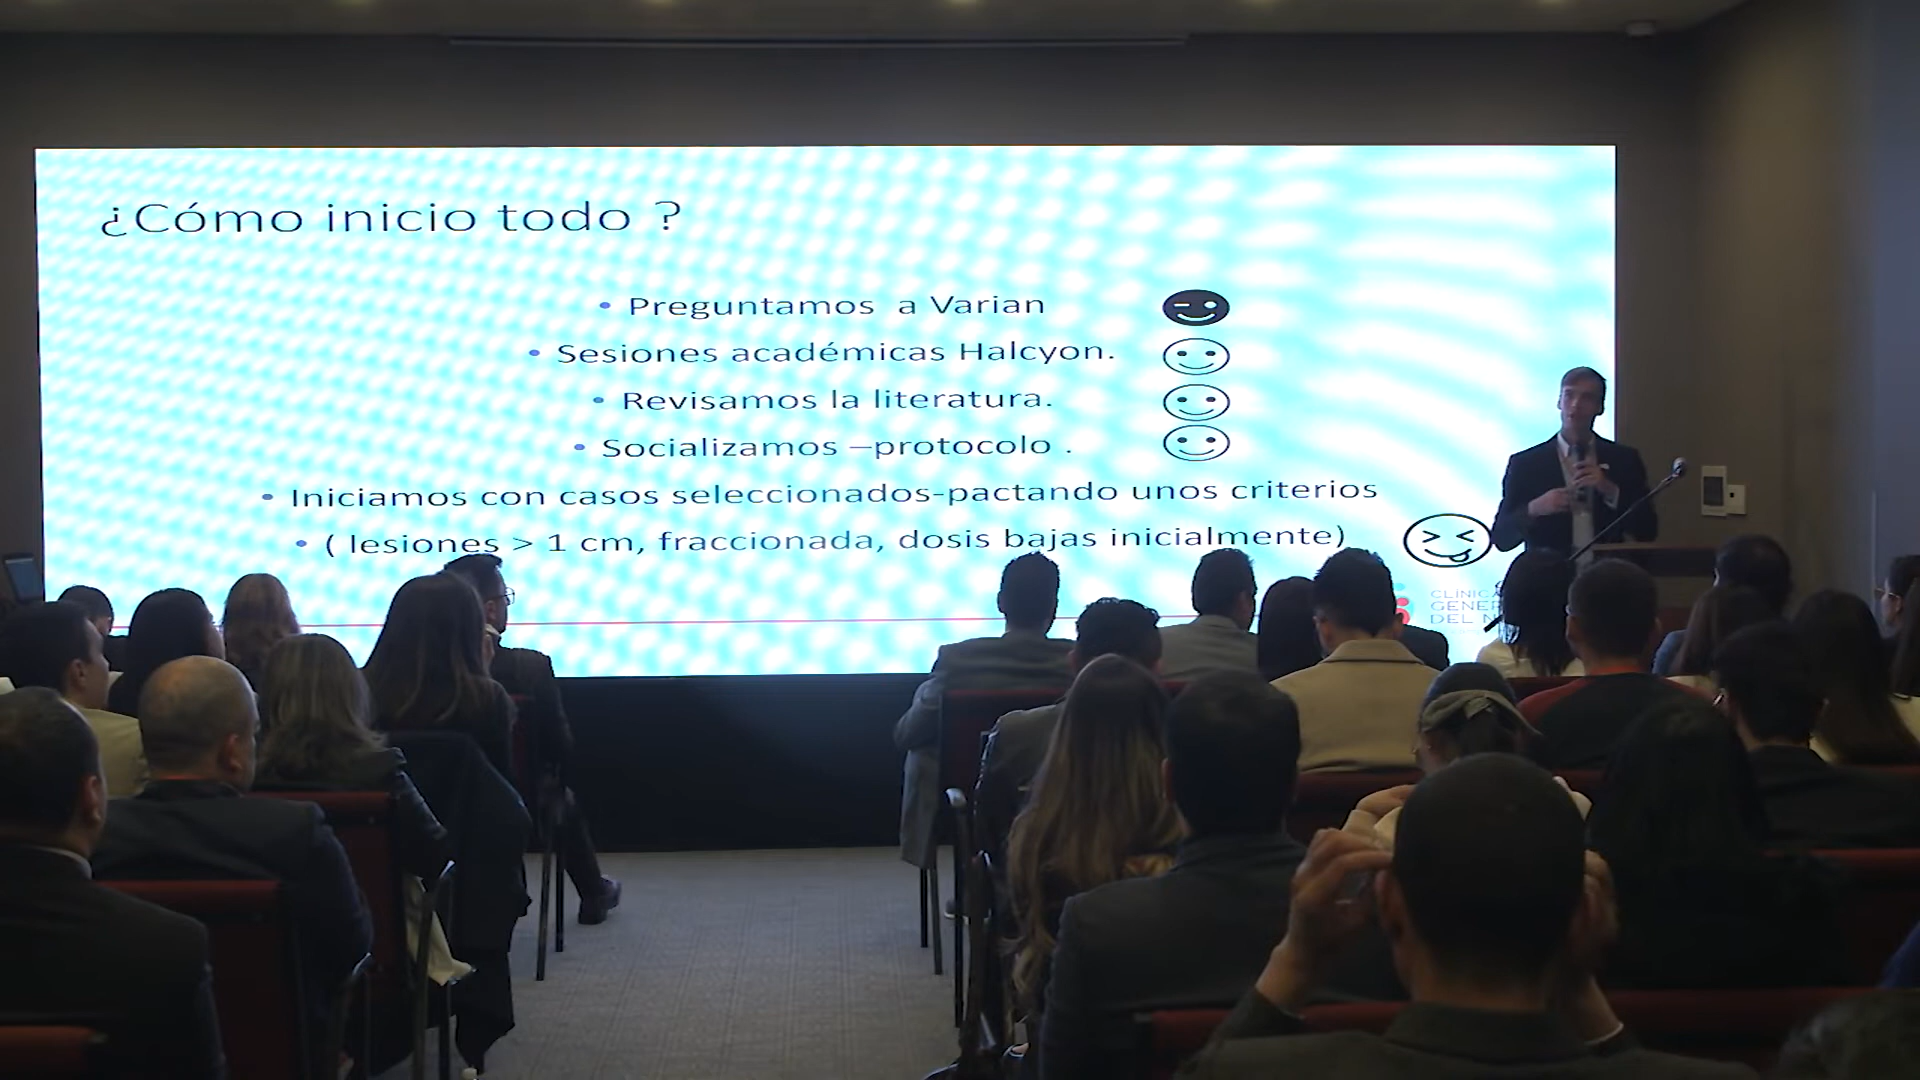 ¿Cómo inicio todo ?
• Preguntamos a Varian
• Sesiones académicas Halcyon.
• Revisamos la literatura.
• Socializamos –protocolo .
• Iniciamos con casos seleccionados-pactando unos criterios
• ( lesiones > 1 cm, fraccionada, dosis bajas inicialmente)
CLÍNICA
GENER
DEL N